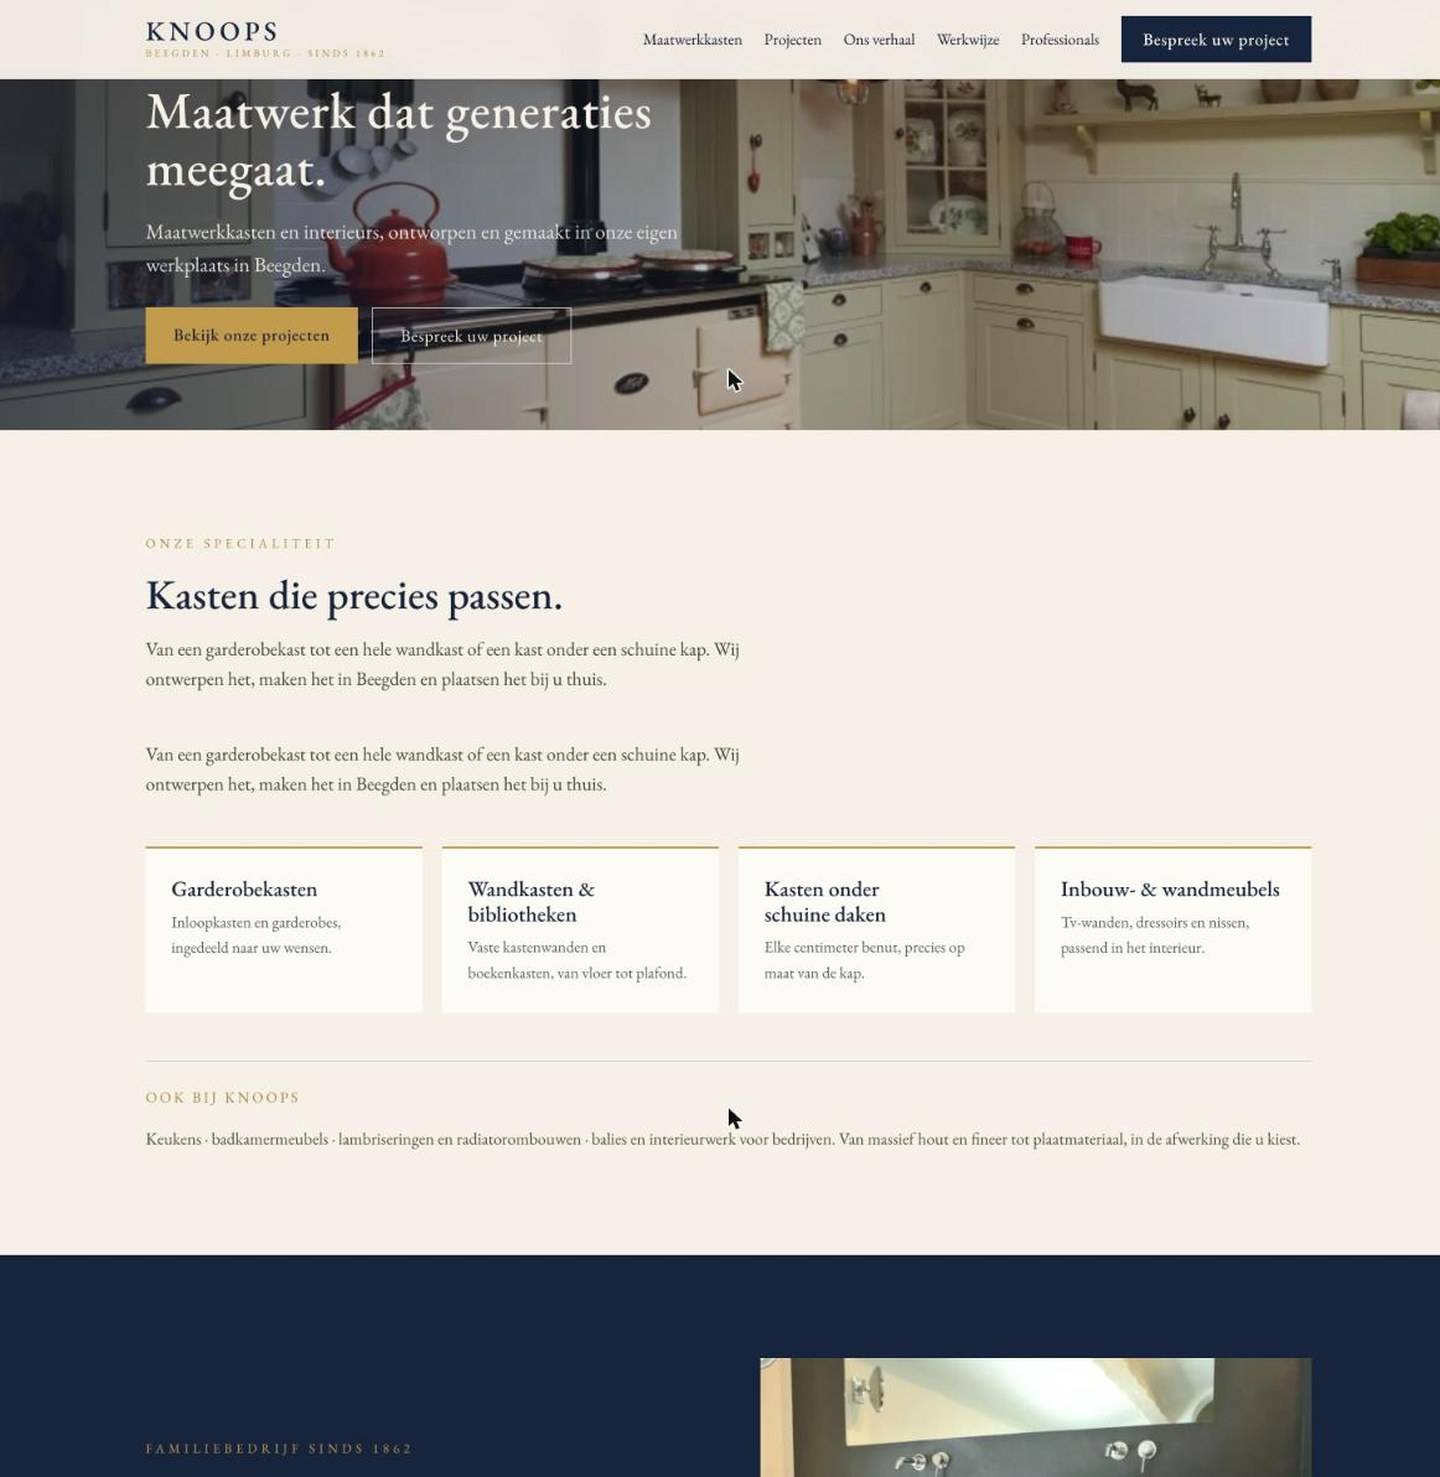 KNOOPS
BEEGDEN · LIMBURG · SINDS 1862
Maatwerkkasten Projecten Ons verhaal Werkwijze Professionals Bespreek uw project
Maatwerk dat generaties
meegaat.
Maatwerkkasten en interieurs, ontworpen en gemaakt in onze eigen
werkplaats in Beegden.
Bekijk onze projecten Bespreek uw project
ONZE SPECIALITEIT
Kasten die precies passen.
Van een garderobekast tot een hele wandkast of een kast onder een schuine kap. Wij
ontwerpen het, maken het in Beegden en plaatsen het bij u thuis.
Van een garderobekast tot een hele wandkast of een kast onder een schuine kap. Wij
ontwerpen het, maken het in Beegden en plaatsen het bij u thuis.
Garderobekasten
Inloopkasten en garderobes,
ingedeeld naar uw wensen.
Wandkasten &
bibliotheken
Vaste kastenwanden en
boekenkasten, van vloer tot plafond.
Kasten onder
schuine daken
Elke centimeter benut, precies op
maat van de kap.
Inbouw- & wandmeubels
Tv-wanden, dressoirs en nissen,
passend in het interieur.
OOK BIJ KNOOPS
Keukens · badkamermeubels · lambriseringen en radiatorombouwen · balies en interieurwerk voor bedrijven. Van massief hout en fineer tot plaatmateriaal, in de afwerking die u kiest.
FAMILIEBEDRIJF SINDS 1862